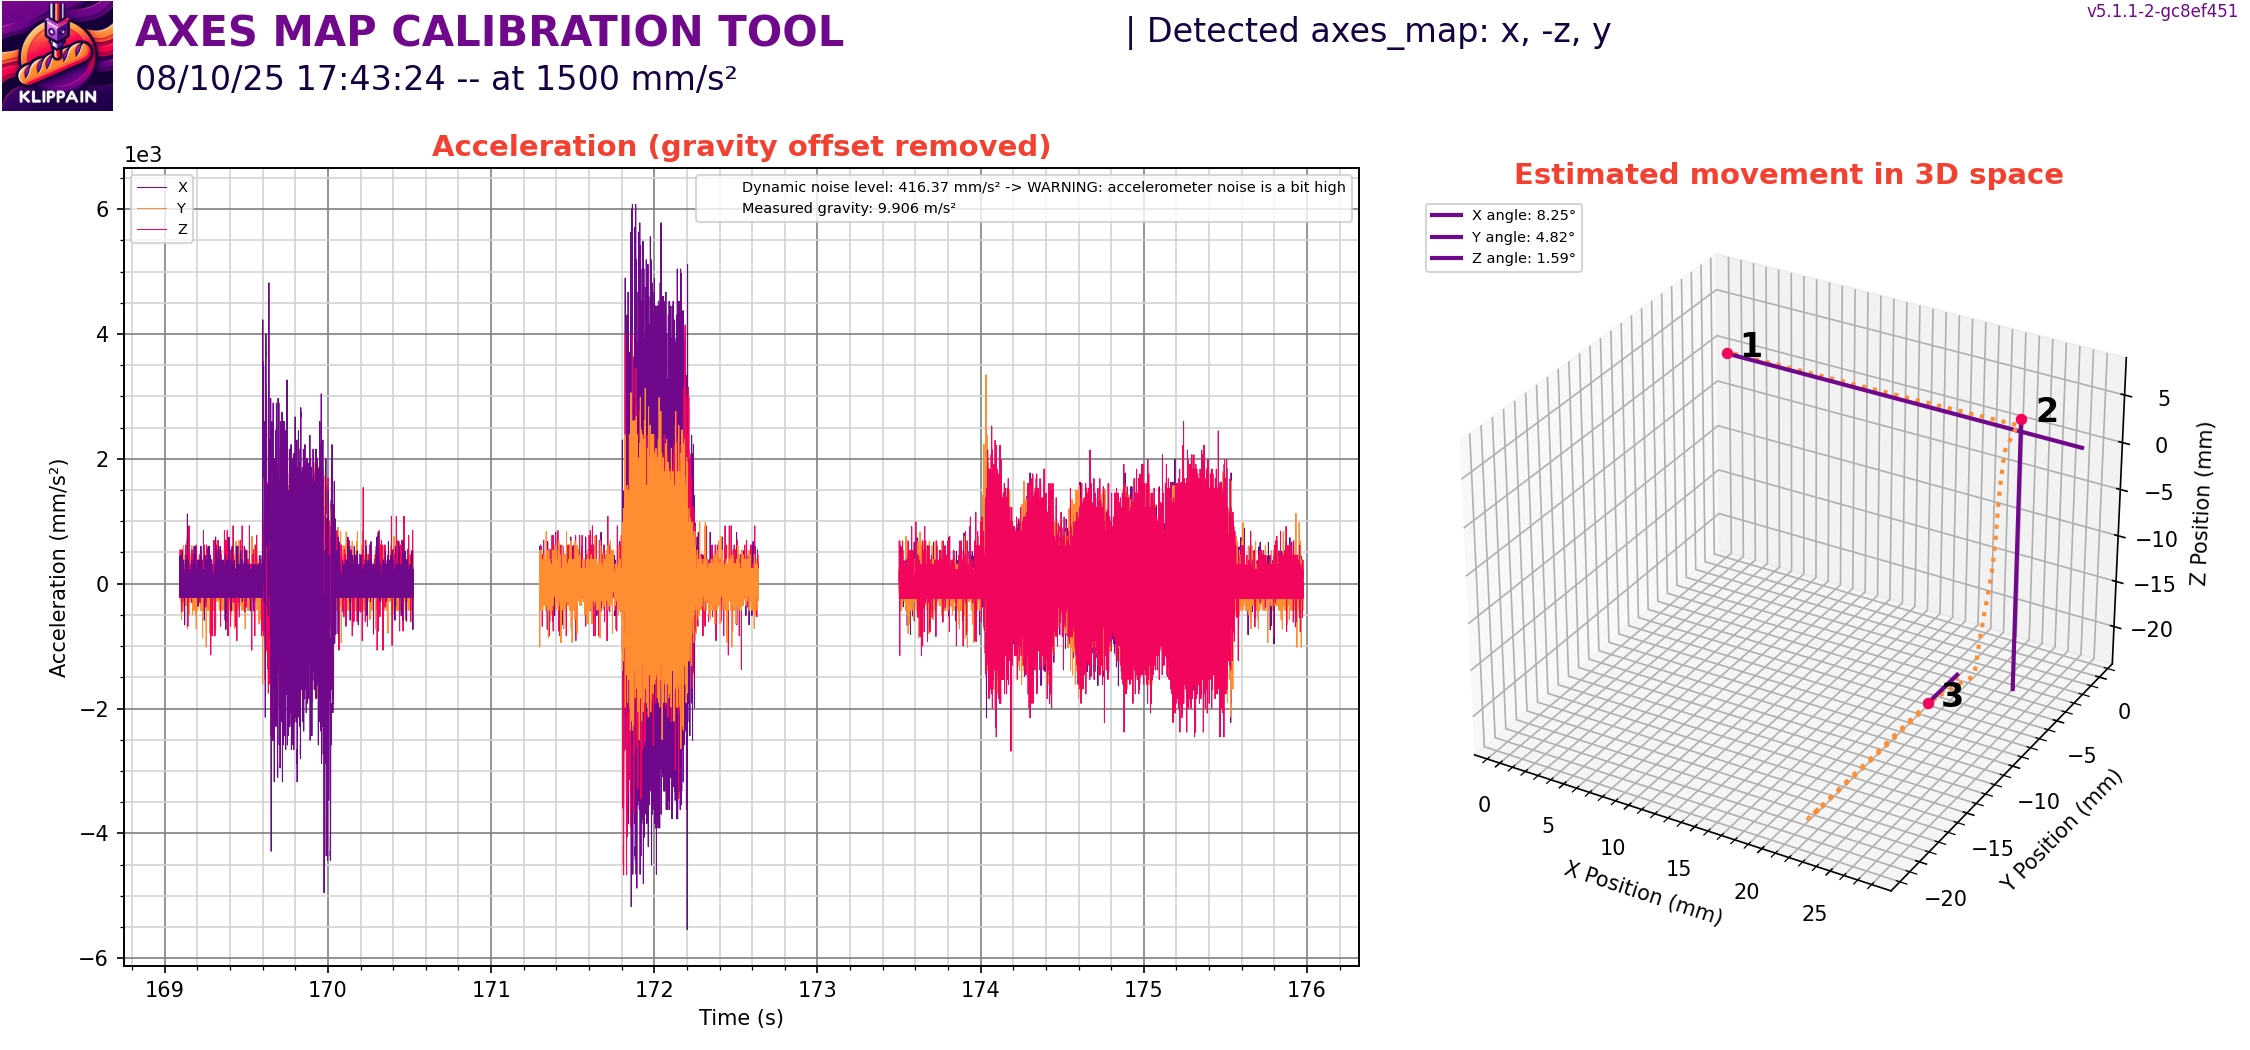 AXES MAP CALIBRATION TOOL
| Detected axes_map: x, -z, y
v5.1.1-2-gc8ef451
08/10/25 17:43:24 -- at 1500 mm/s²
KLIPPAIN
Acceleration (gravity offset removed)
1e3
X
Y
Z
Dynamic noise level: 416.37 mm/s² -> WARNING: accelerometer noise is a bit high
Measured gravity: 9.906 m/s²
6
4
2
0
−2
−4
−6
Acceleration (mm/s²)
169 170 171 172 173 174 175 176
Time (s)
Estimated movement in 3D space
X angle: 8.25°
Y angle: 4.82°
Z angle: 1.59°
1
2
3
5
0
−5
−10
−15
−20
Z Position (mm)
0
−5
−10
−15
−20
Y Position (mm)
0
5
10
15
20
25
X Position (mm)